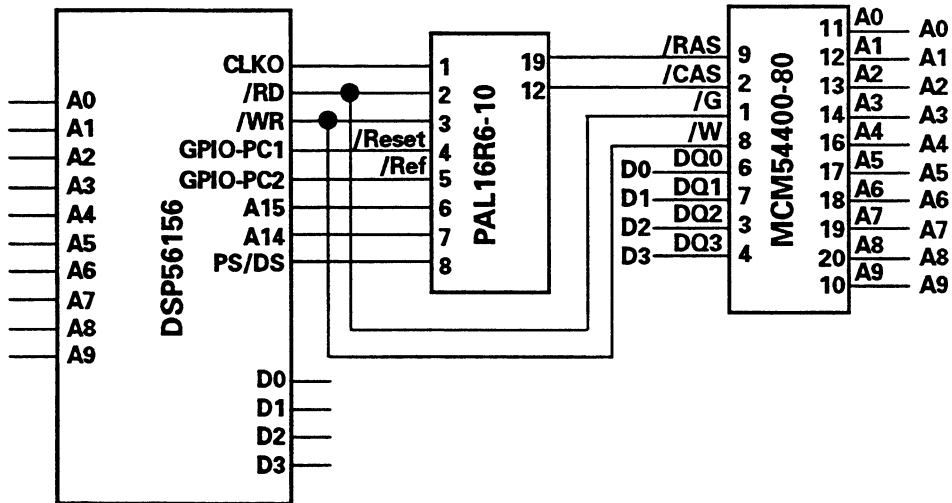 A0
A1
A2
A3
A4
A5
A6
A7
A8
A9
DSP56156
CLKO
/RD
/WR
GPIO-PC1
GPIO-PC2
A15
A14
PS/DS
D0
D1
D2
D3
/Reset
/Ref
1
2
3
4
5
6
7
8
PAL16R6-10
19
12
/RAS
/CAS
/G
/W
D0 DQ0
D1 DQ1
D2 DQ2
D3 DQ3
9
2
1
8
6
7
3
4
MCM54400-80
11 A0 A0
12 A1 A1
13 A2 A2
14 A3 A3
16 A4 A4
17 A5 A5
18 A6 A6
19 A7 A7
20 A8 A8
10 A9 A9